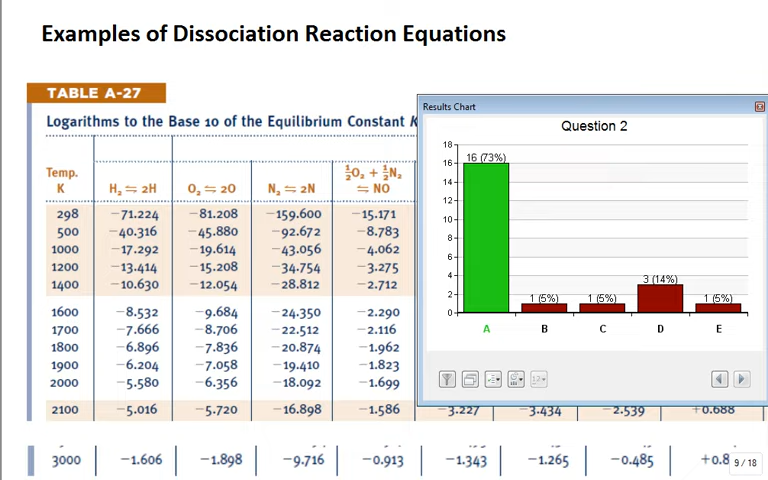 Examples of Dissociation Reaction Equations
TABLE A-27
Logarithms to the Base 10 of the Equilibrium Constant K
Temp.
K
H₂ ⇌ 2H
O₂ ⇌ 2O
N₂ ⇌ 2N
½O₂ + ½N₂
⇌ NO
298 −71.224 −81.208 −159.600 −15.171
500 −40.316 −45.880 −92.672 −8.783
1000 −17.292 −19.614 −43.056 −4.062
1200 −13.414 −15.208 −34.754 −3.275
1400 −10.630 −12.054 −28.812 −2.712
1600 −8.532 −9.684 −24.350 −2.290
1700 −7.666 −8.706 −22.512 −2.116
1800 −6.896 −7.836 −20.874 −1.962
1900 −6.204 −7.058 −19.410 −1.823
2000 −5.580 −6.356 −18.092 −1.699
2100 −5.016 −5.720 −16.898 −1.586 −3.227 −3.434 −2.539 +0.688
3000 −1.606 −1.898 −9.716 −0.913 −1.343 −1.265 −0.485 +0.8
Results Chart
Question 2
18
16
14
12
10
8
6
4
2
0
16 (73%)
1 (5%)
1 (5%)
3 (14%)
1 (5%)
A B C D E
9 / 18